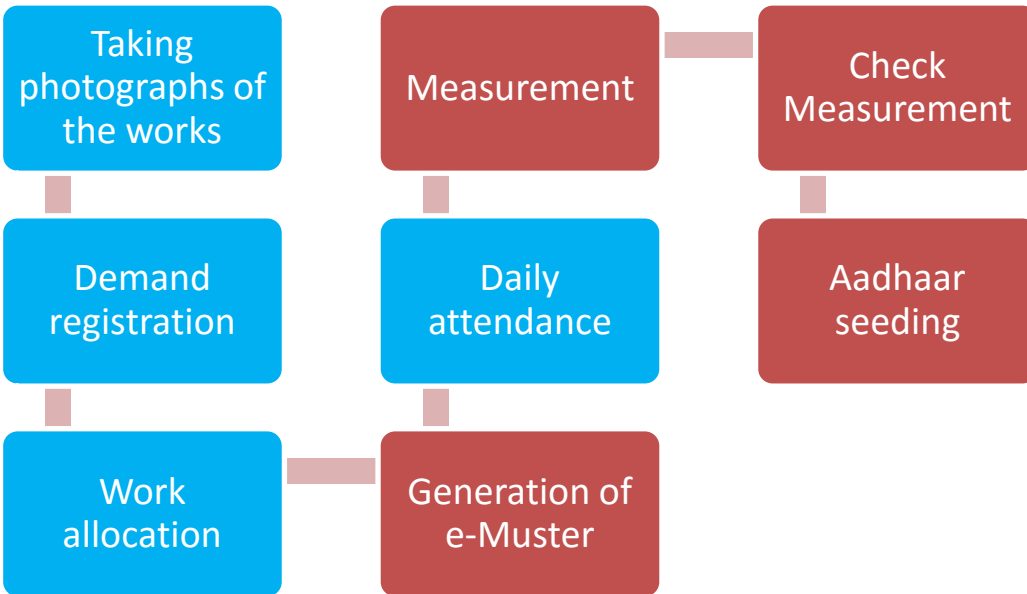 Taking
photographs of
the works
Demand
registration
Work
allocation
Generation of
e-Muster
Daily
attendance
Measurement
Check
Measurement
Aadhaar
seeding